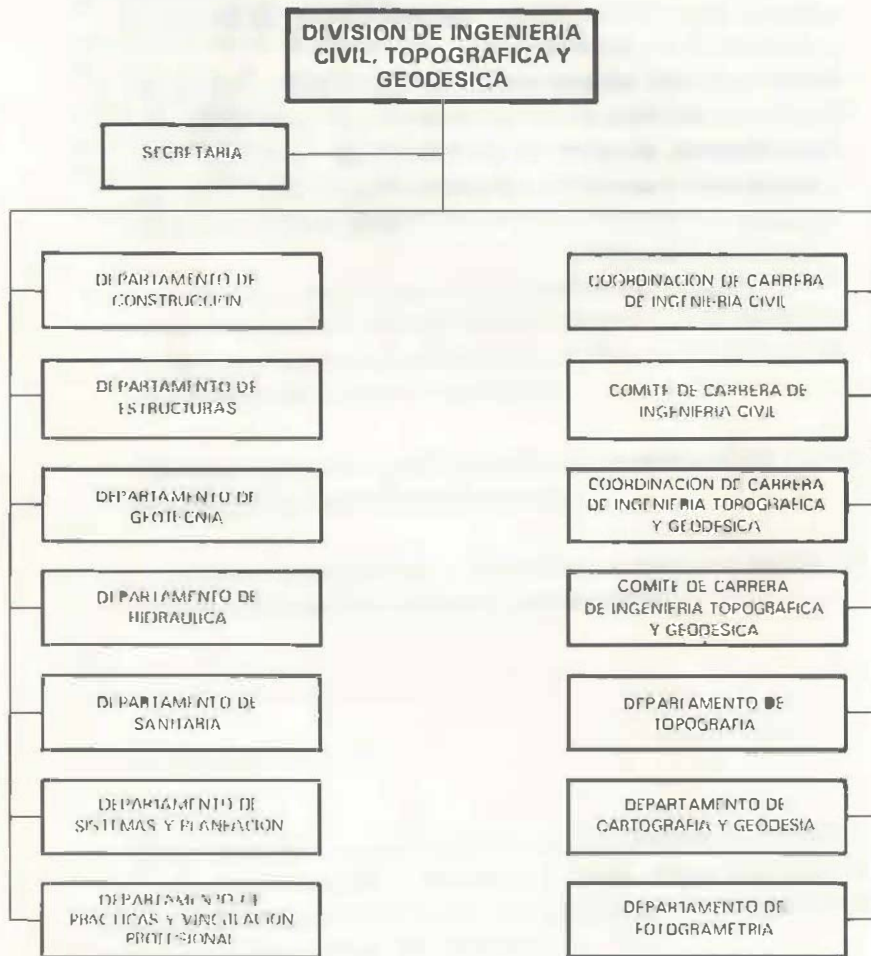 DIVISION DE INGENIERIA
CIVIL, TOPOGRAFICA Y
GEODESICA
SECRETARIA
DEPARTAMENTO DE
CONSTRUCCION
DEPARTAMENTO DE
ESTRUCTURAS
DEPARTAMENTO DE
GEOTECNIA
DEPARTAMENTO DE
HIDRAULICA
DEPARTAMENTO DE
SANITARIA
DEPARTAMENTO DE
SISTEMAS Y PLANEACION
DEPARTAMENTO DE
PRACTICAS Y VINCULACION
PROFESIONAL
COORDINACION DE CARRERA
DE INGENIERIA CIVIL
COMITE DE CARRERA DE
INGENIERIA CIVIL
COORDINACION DE CARRERA
DE INGENIERIA TOPOGRAFICA
Y GEODESICA
COMITE DE CARRERA
DE INGENIERIA TOPOGRAFICA
Y GEODESICA
DEPARTAMENTO DE
TOPOGRAFIA
DEPARTAMENTO DE
CARTOGRAFIA Y GEODESIA
DEPARTAMENTO DE
FOTOGRAMETRIA